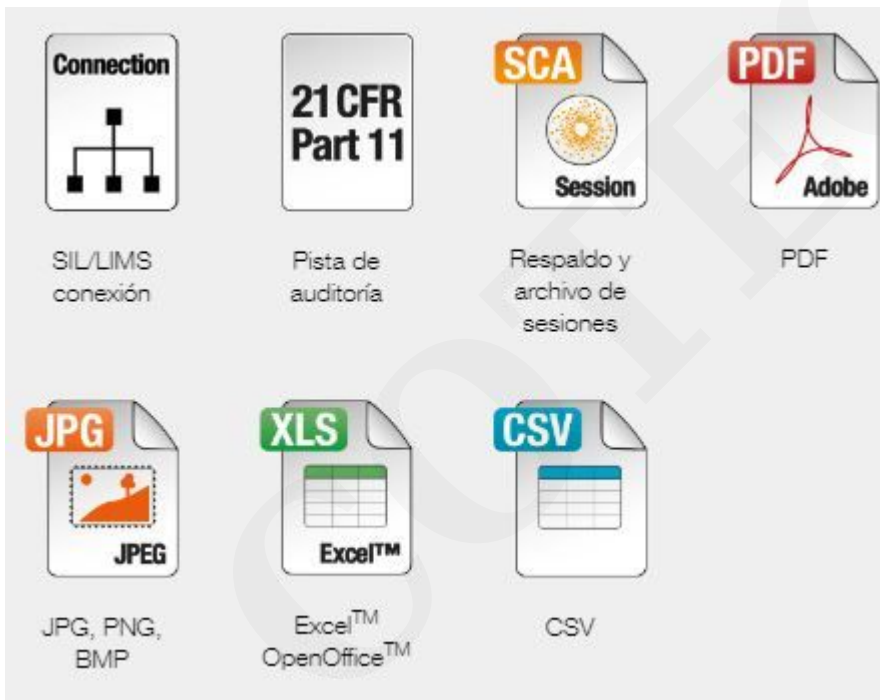 Connection
21 CFR
Part 11
SCA
Session
PDF
Adobe
SIL/LIMS
conexión
Pista de
auditoría
Respaldo y
archivo de
sesiones
PDF
JPG
JPEG
XLS
Excel™
CSV
JPG, PNG,
BMP
Excel™
OpenOffice™
CSV